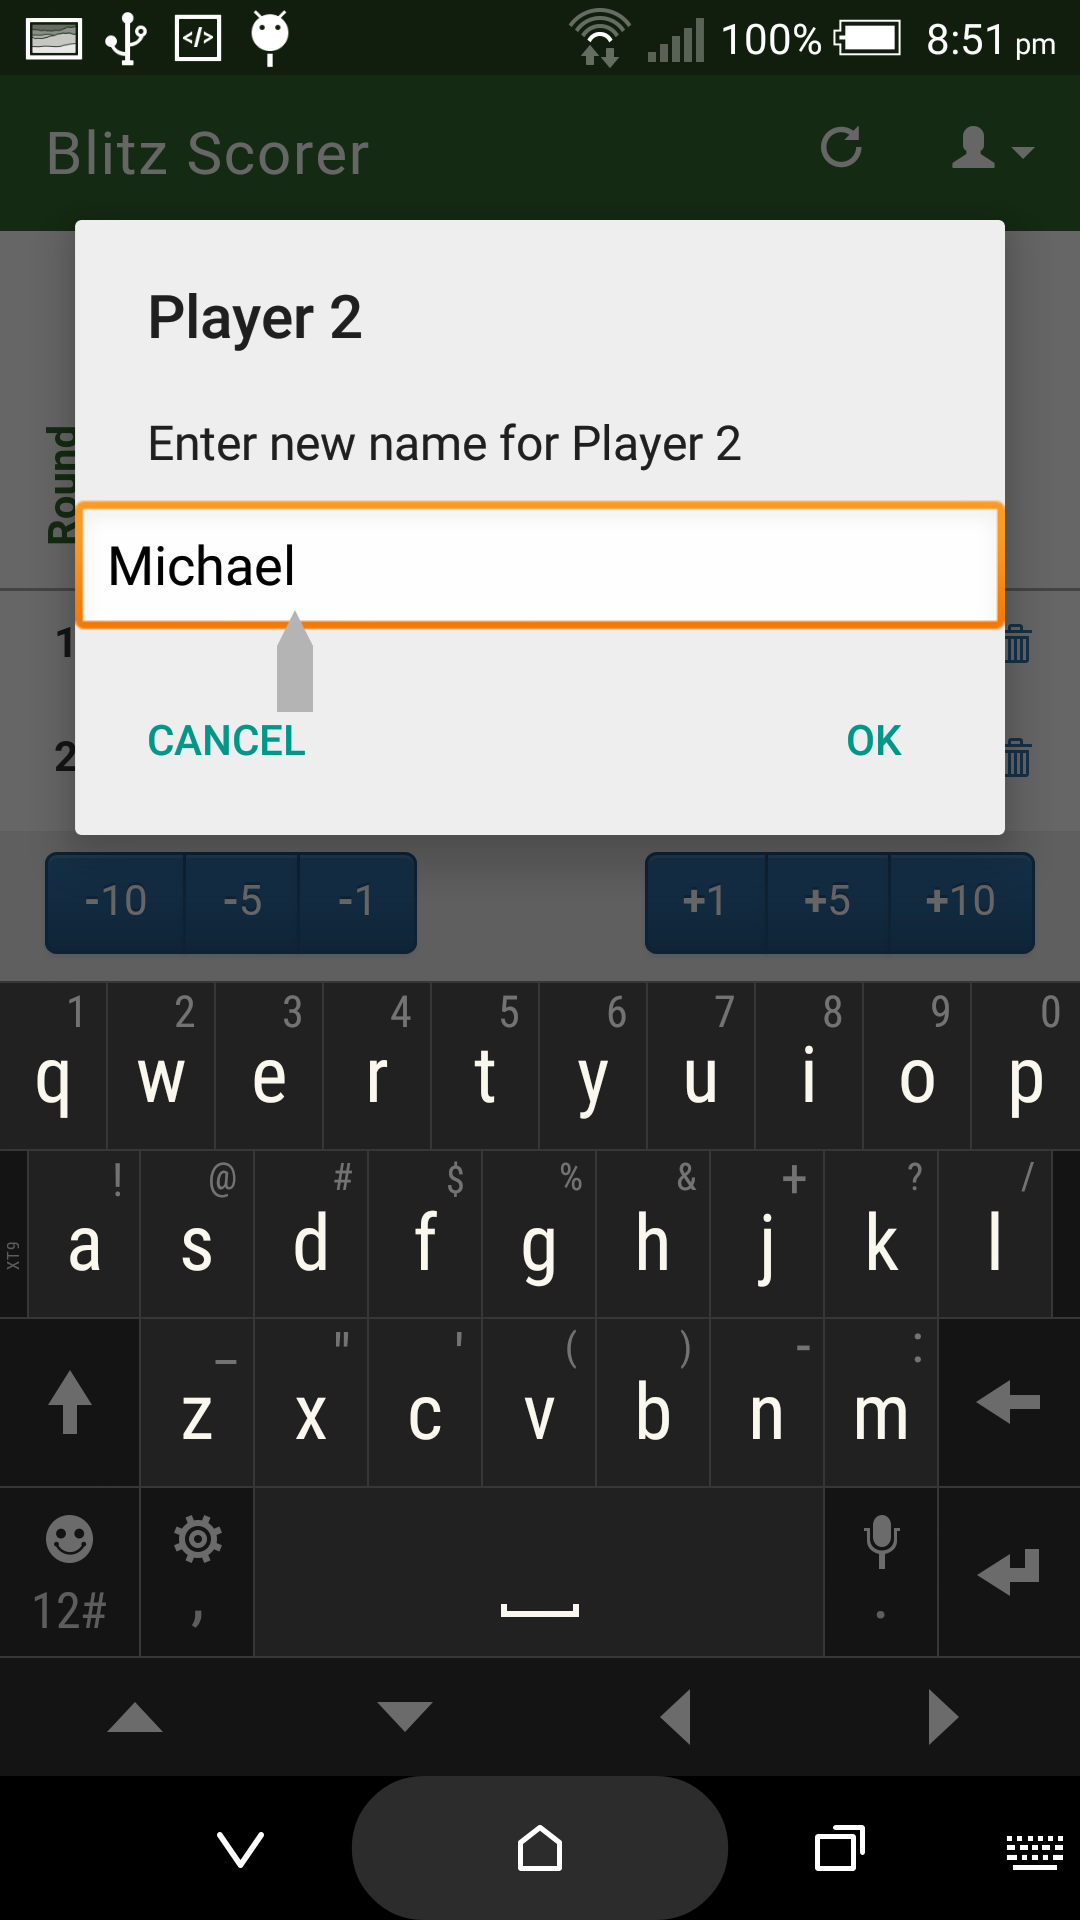 100% 8:51 pm
Blitz Scorer
Player 2
Enter new name for Player 2
Round
Michael
1
2
CANCEL OK
-10 -5 -1 +1 +5 +10
1 2 3 4 5 6 7 8 9 0
q w e r t y u i o p
! @ # $ % & + ? /
XT9 a s d f g h j k l
_ " ' ( ) - :
z x c v b n m
12# , .